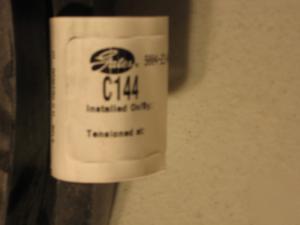 Gates
C144
Installed On/By:
Tensioned at: